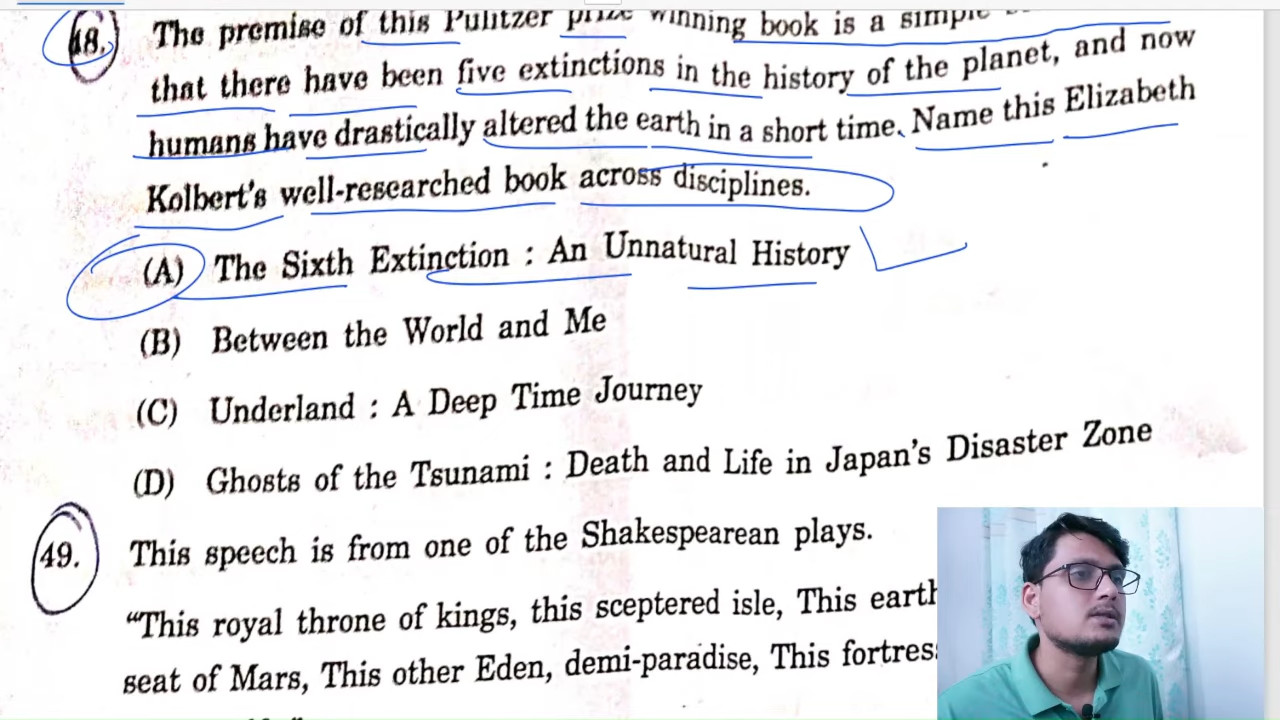 48. The premise of this Pulitzer prize winning book is a simple
that there have been five extinctions in the history of the planet, and now
humans have drastically altered the earth in a short time. Name this Elizabeth
Kolbert's well-researched book across disciplines.
(A) The Sixth Extinction : An Unnatural History
(B) Between the World and Me
(C) Underland : A Deep Time Journey
(D) Ghosts of the Tsunami : Death and Life in Japan's Disaster Zone
49. This speech is from one of the Shakespearean plays.
“This royal throne of kings, this sceptered isle, This earth
seat of Mars, This other Eden, demi-paradise, This